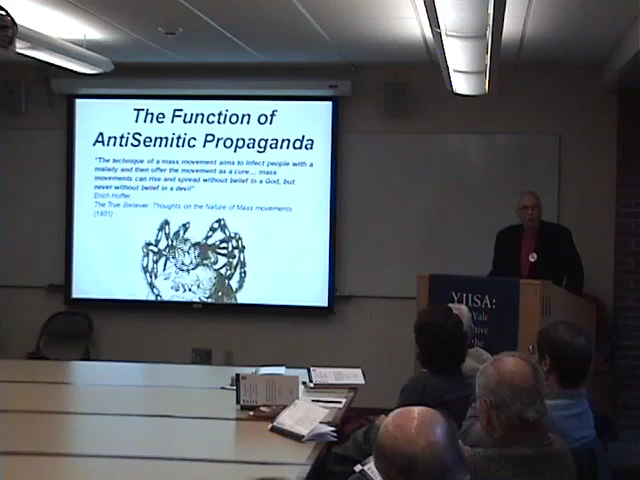 The Function of
AntiSemitic Propaganda
"The technique of a mass movement aims to infect people with a
malady and then offer the movement as a cure... mass
movements can rise and spread without belief in a God, but
never without belief in a devil"
Erich Hoffer
The True Believer: Thoughts on the Nature of Mass movements
(1951)
YIISA:
Yale
the